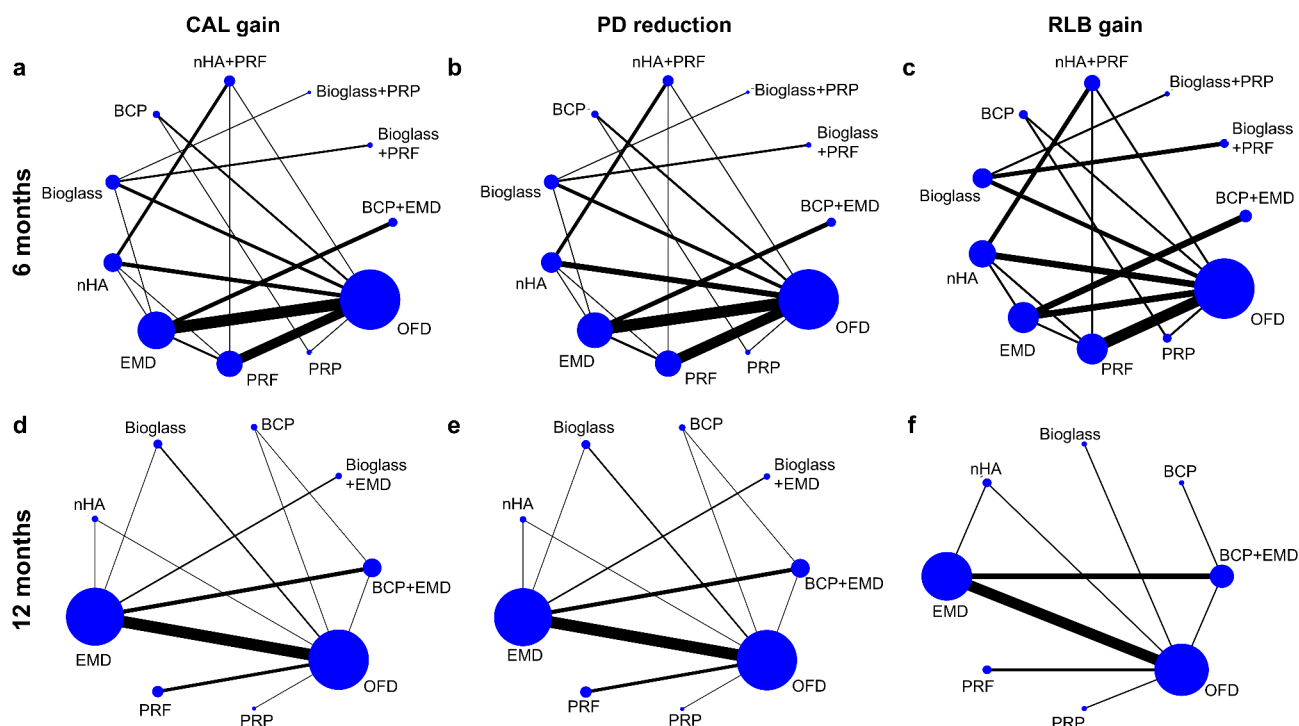 CAL gain
PD reduction
RLB gain
6 months
a
nHA+PRF
Bioglass+PRP
BCP
Bioglass
+PRF
Bioglass
BCP+EMD
nHA
OFD
EMD
PRF
PRP
b
nHA+PRF
Bioglass+PRP
BCP
Bioglass
+PRF
Bioglass
BCP+EMD
nHA
OFD
EMD
PRF
PRP
c
nHA+PRF
Bioglass+PRP
BCP
Bioglass
+PRF
Bioglass
BCP+EMD
nHA
OFD
EMD
PRF
PRP
12 months
d
Bioglass
BCP
Bioglass
+EMD
nHA
BCP+EMD
EMD
OFD
PRF
PRP
e
Bioglass
BCP
Bioglass
+EMD
nHA
BCP+EMD
EMD
OFD
PRF
PRP
f
Bioglass
nHA
BCP
BCP+EMD
EMD
PRF
OFD
PRP